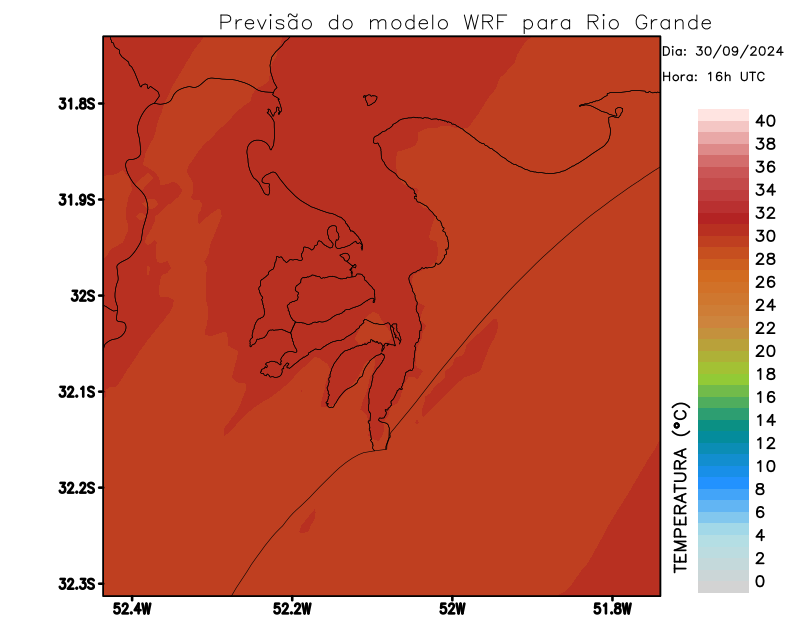 Previsão do modelo WRF para Rio Grande
Dia: 30/09/2024
Hora: 16h UTC
31.8S
31.9S
32S
32.1S
32.2S
32.3S
52.4W
52.2W
52W
51.8W
40
38
36
34
32
30
28
26
24
22
20
18
16
14
12
10
8
6
4
2
0
TEMPERATURA (°C)